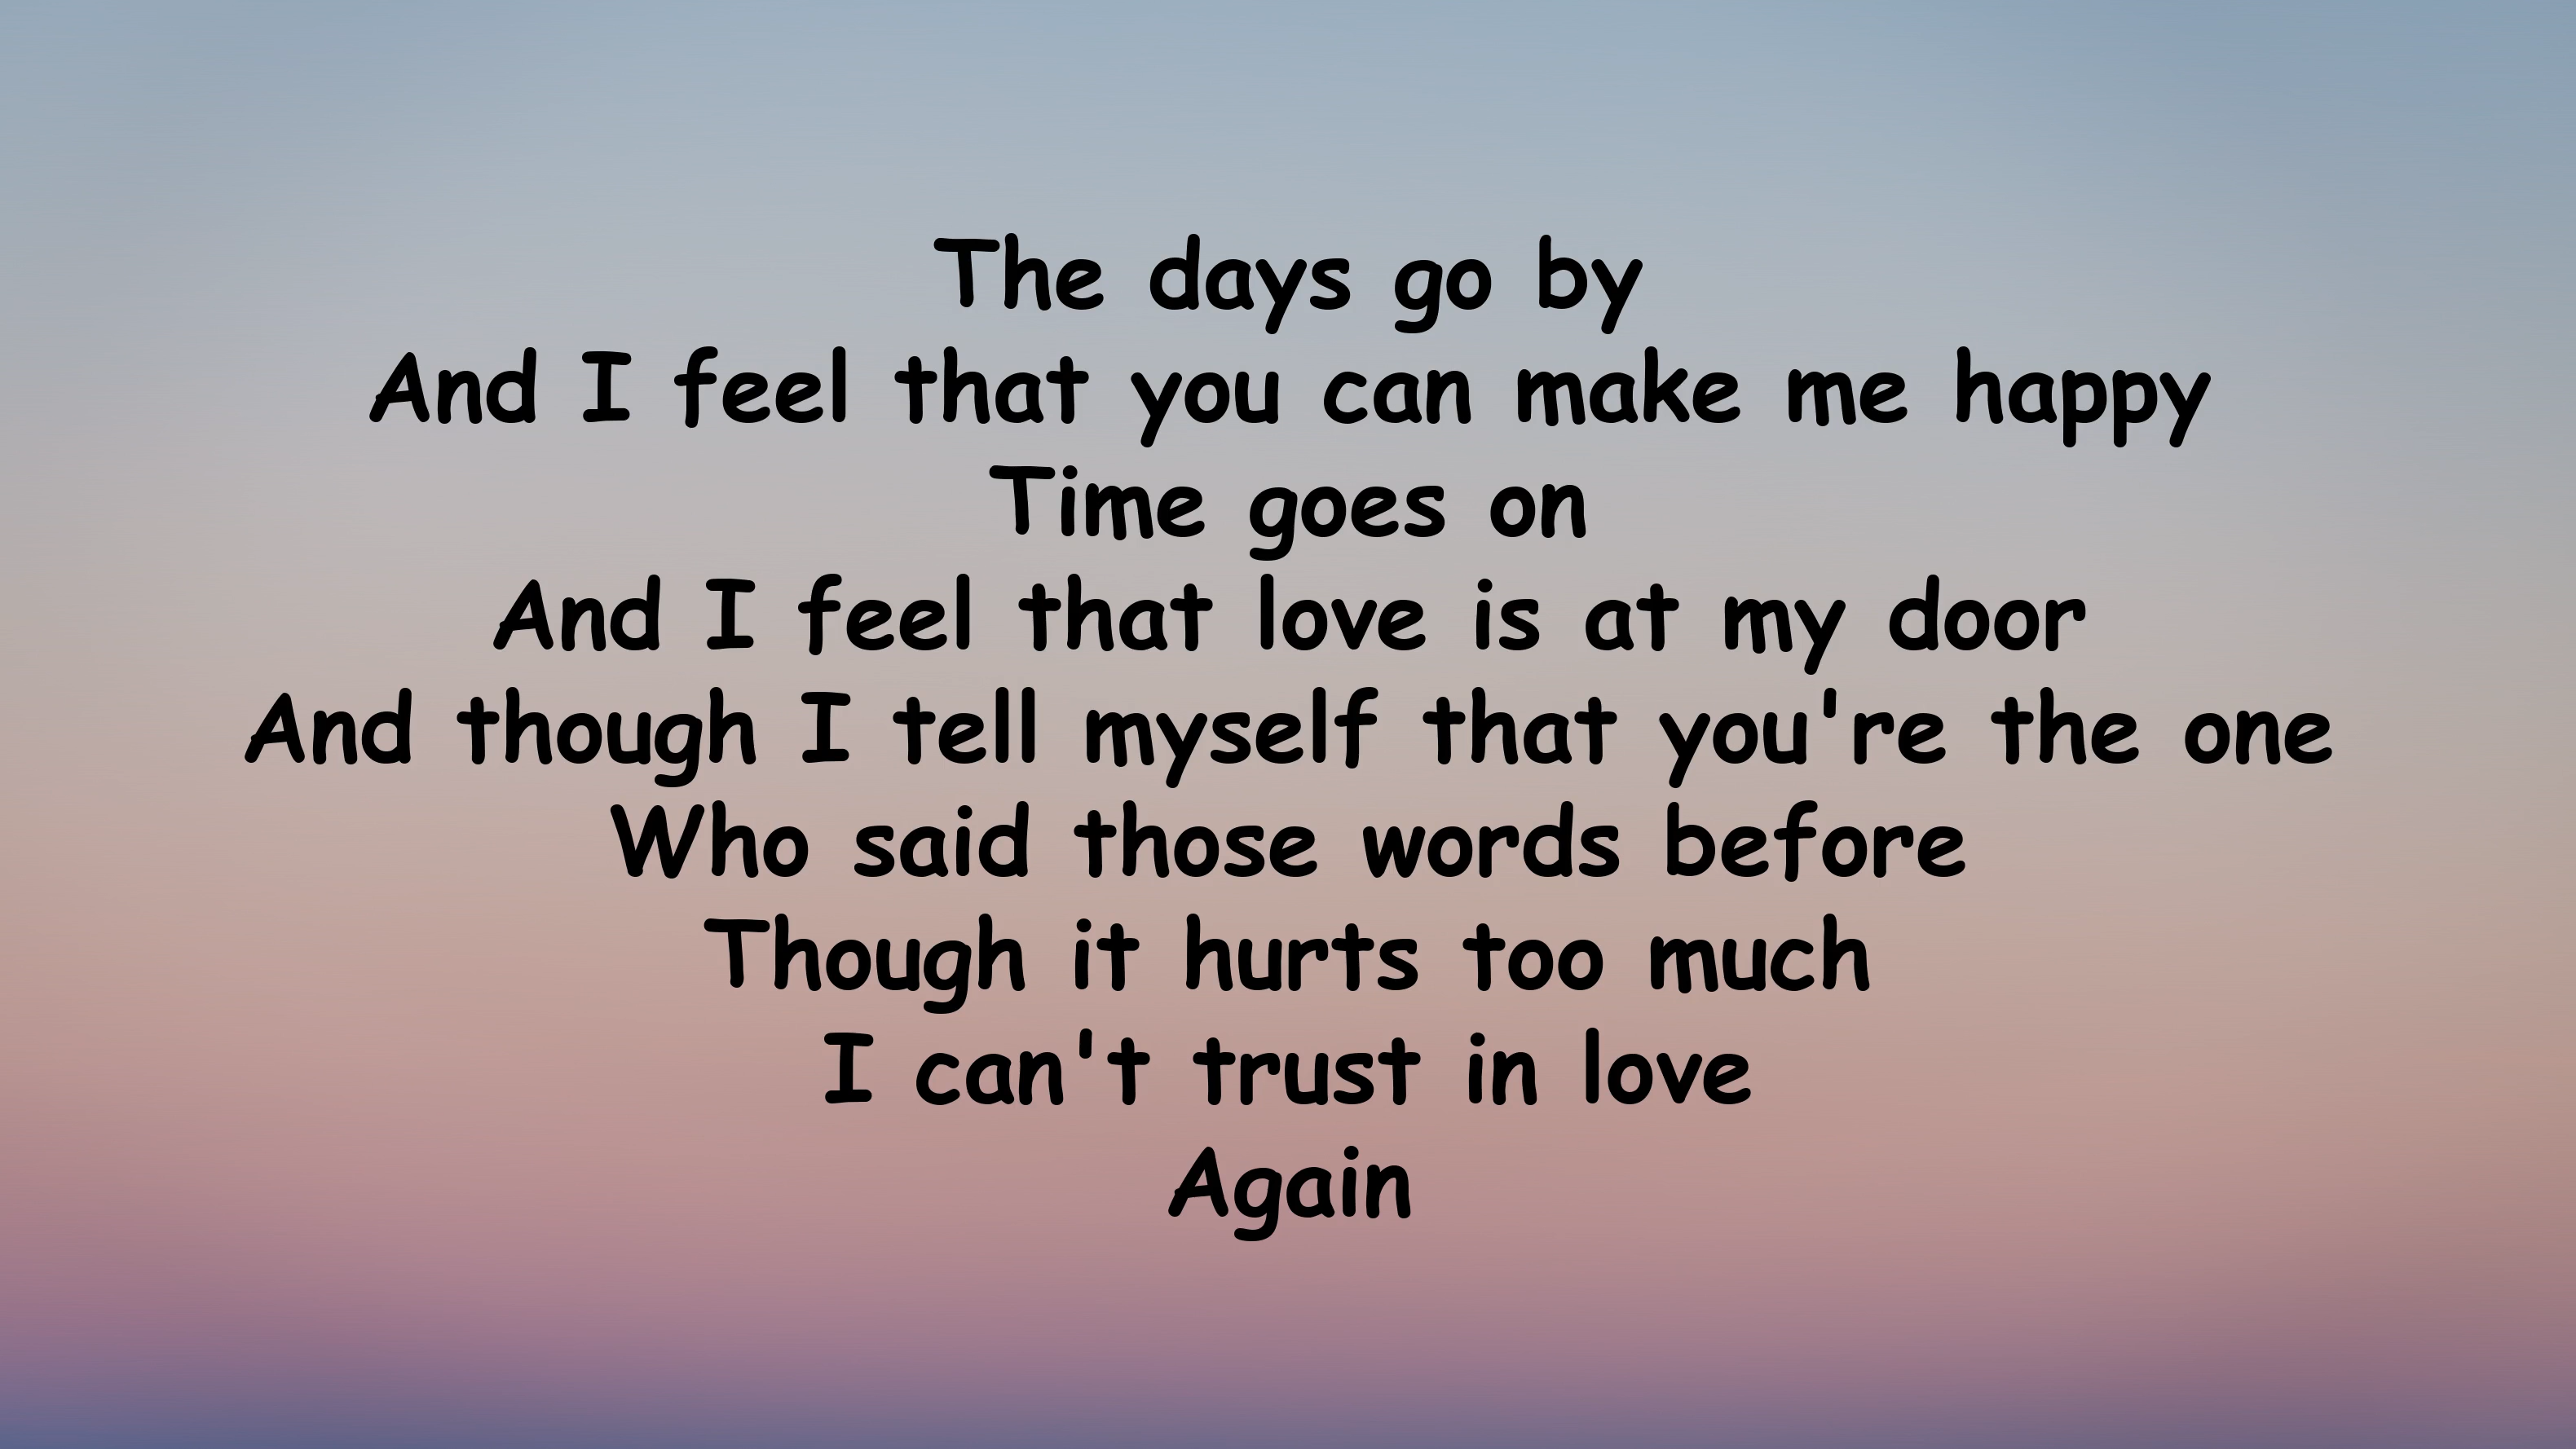 The days go by
And I feel that you can make me happy
Time goes on
And I feel that love is at my door
And though I tell myself that you're the one
Who said those words before
Though it hurts too much
I can't trust in love
Again